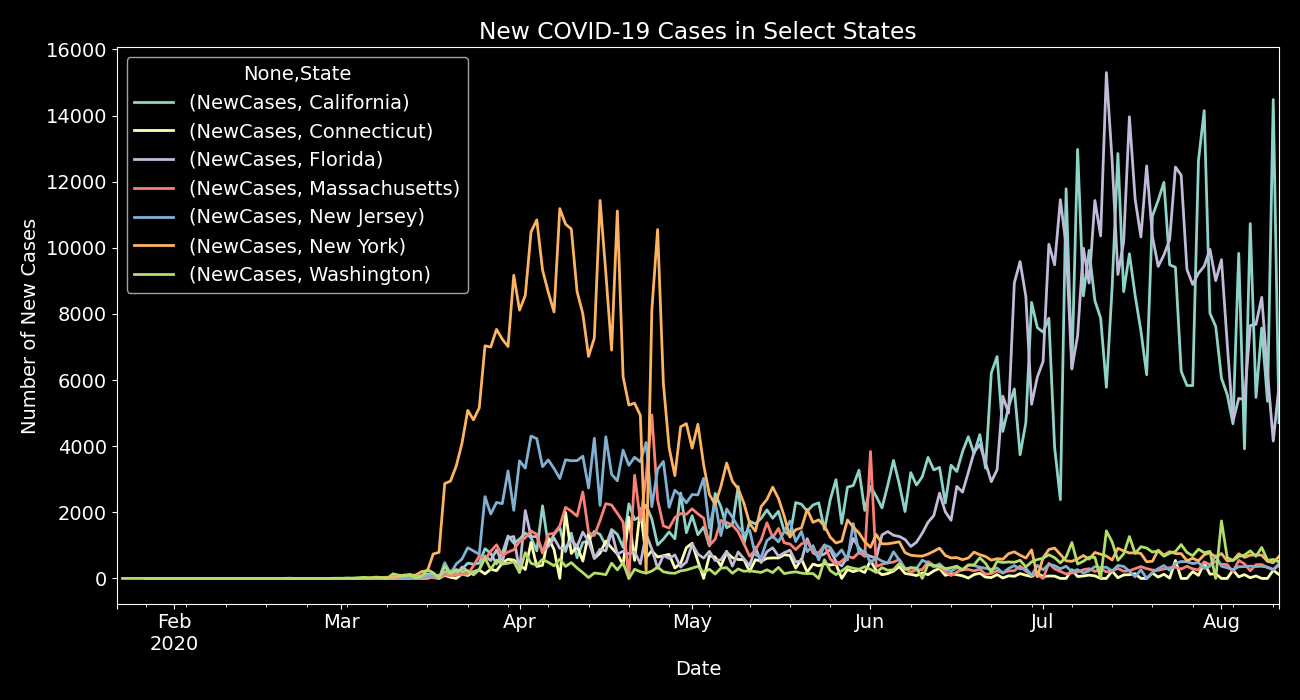 New COVID-19 Cases in Select States
16000
14000
12000
10000
8000
6000
4000
2000
0
Number of New Cases
None,State
(NewCases, California)
(NewCases, Connecticut)
(NewCases, Florida)
(NewCases, Massachusetts)
(NewCases, New Jersey)
(NewCases, New York)
(NewCases, Washington)
Feb Mar Apr May Jun Jul Aug
2020
Date